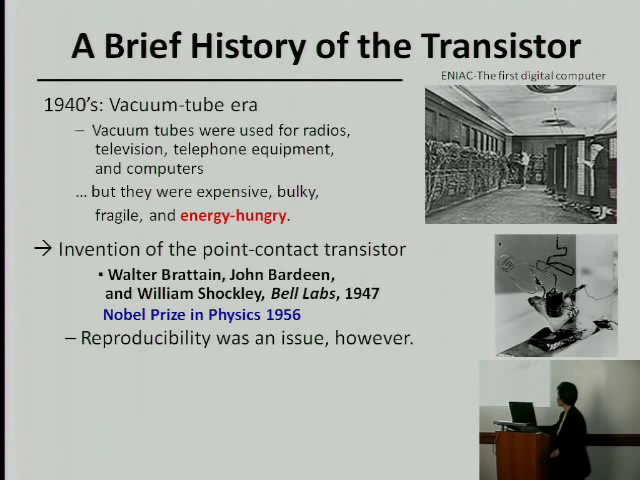 A Brief History of the Transistor
ENIAC-The first digital computer
1940's: Vacuum-tube era
– Vacuum tubes were used for radios,
television, telephone equipment,
and computers
... but they were expensive, bulky,
fragile, and energy-hungry.
→ Invention of the point-contact transistor
▪ Walter Brattain, John Bardeen,
and William Shockley, Bell Labs, 1947
Nobel Prize in Physics 1956
– Reproducibility was an issue, however.